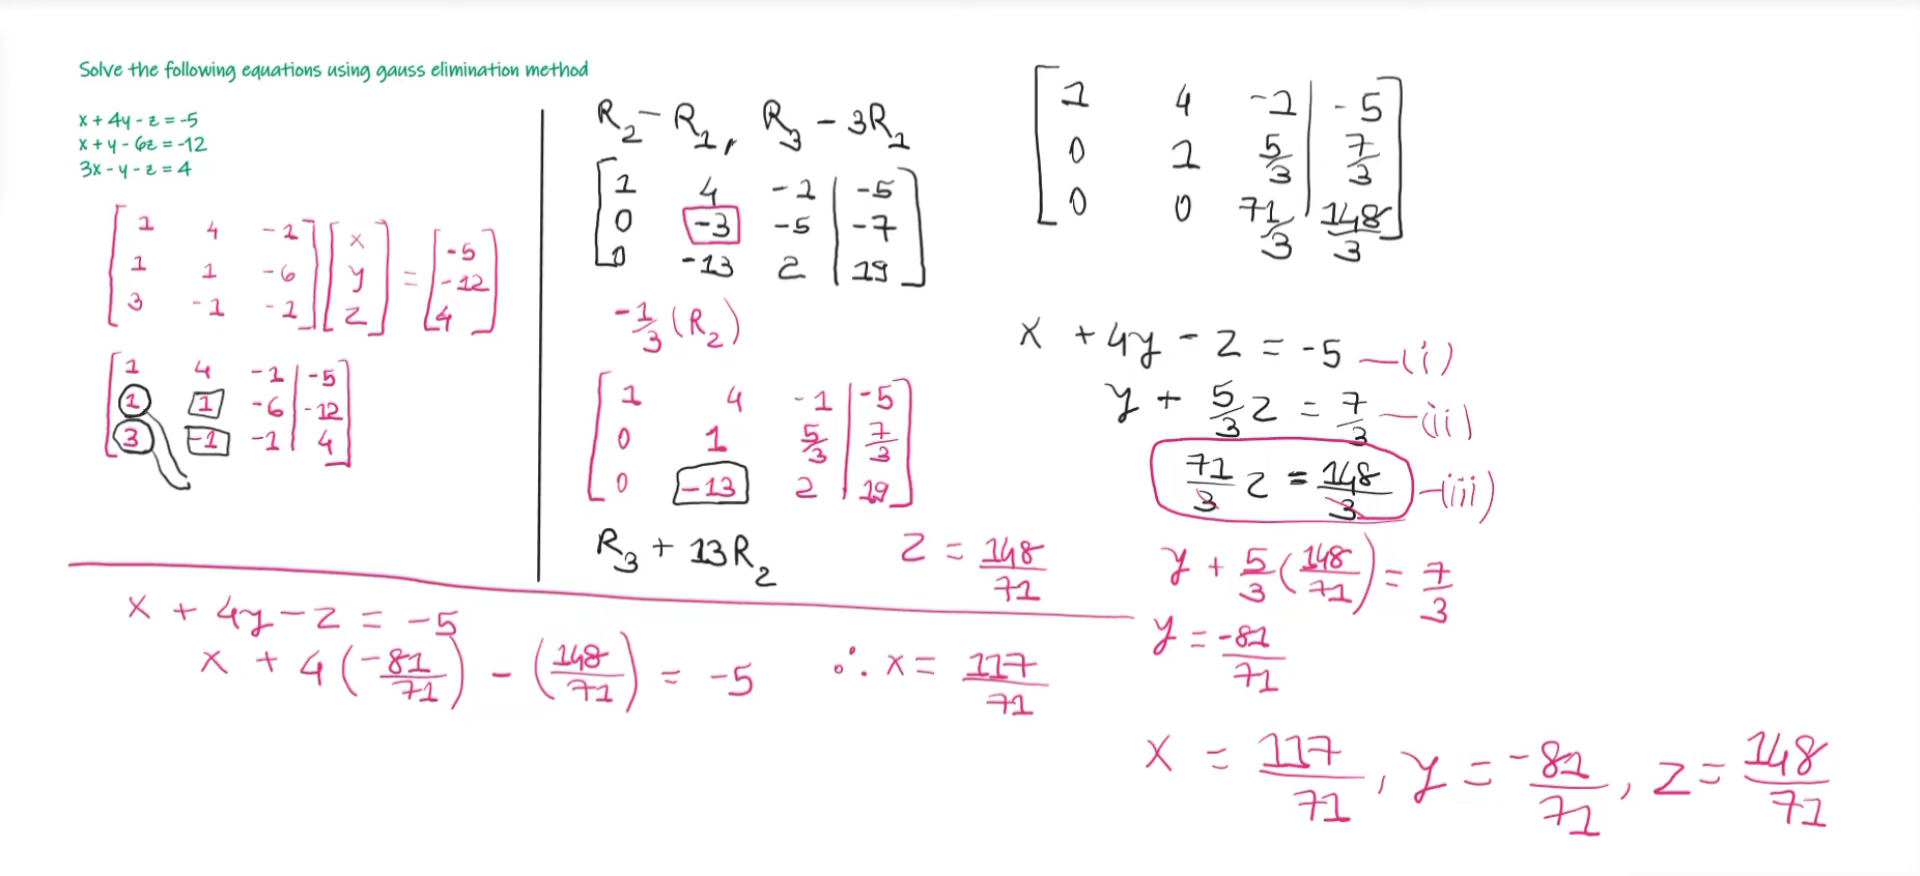 Solve the following equations using gauss elimination method
x + 4y - z = -5
x + y - 6z = -12
3x - y - z = 4
[1 4 -1; 1 1 -6; 3 -1 -1] [x; y; z] = [-5; -12; 4]
[1 4 -1 | -5]
[1 1 -6 | -12]
[3 -1 -1 | 4]
R₂ - R₁, R₃ - 3R₁
[1 4 -1 | -5]
[0 -3 -5 | -7]
[0 -13 2 | 19]
-1/3 (R₂)
[1 4 -1 | -5]
[0 1 5/3 | 7/3]
[0 -13 2 | 19]
R₃ + 13R₂
[1 4 -1 | -5]
[0 1 5/3 | 7/3]
[0 0 71/3 | 148/3]
x + 4y - z = -5 —(i)
y + 5/3 z = 7/3 —(ii)
71/3 z = 148/3 —(iii)
z = 148/71
y + 5/3 (148/71) = 7/3
y = -81/71
x + 4y - z = -5
x + 4(-81/71) - (148/71) = -5 ∴ x = 117/71
x = 117/71, y = -81/71, z = 148/71